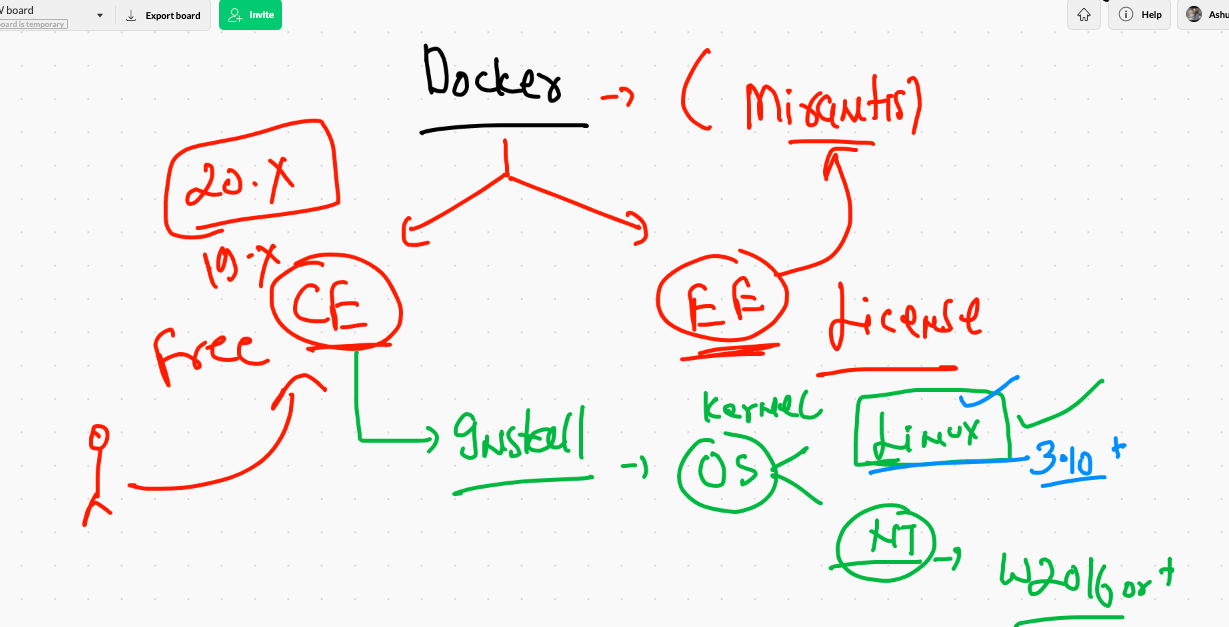 V board
Export board
Invite
Help
Ashu
board is temporary
Docker → (Mirantis)
20.X
19.X
CE
EE
License
Free
Kernel
Install → OS
Linux
3.10 +
NT → W2016 or +